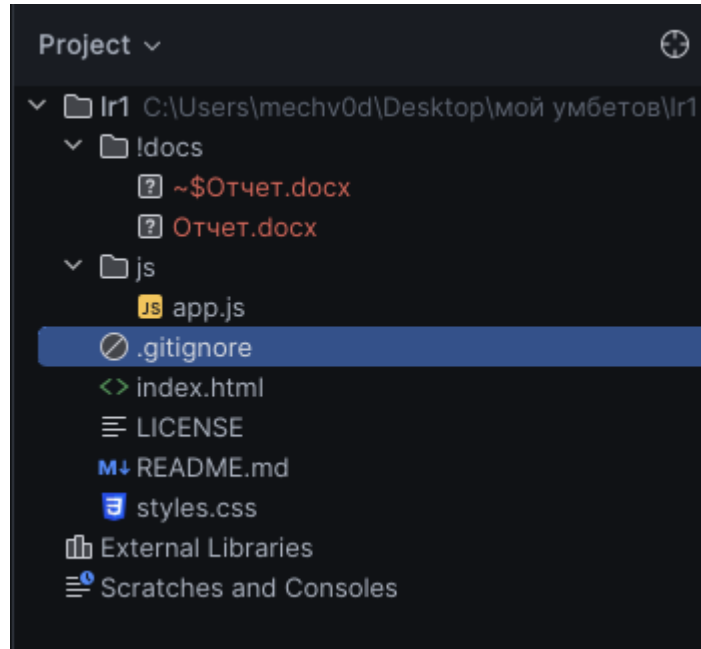 Project
lr1 C:\Users\mechv0d\Desktop\мой умбетов\lr1
!docs
~$Отчет.docx
Отчет.docx
js
JS app.js
.gitignore
<> index.html
LICENSE
M↓ README.md
styles.css
External Libraries
Scratches and Consoles